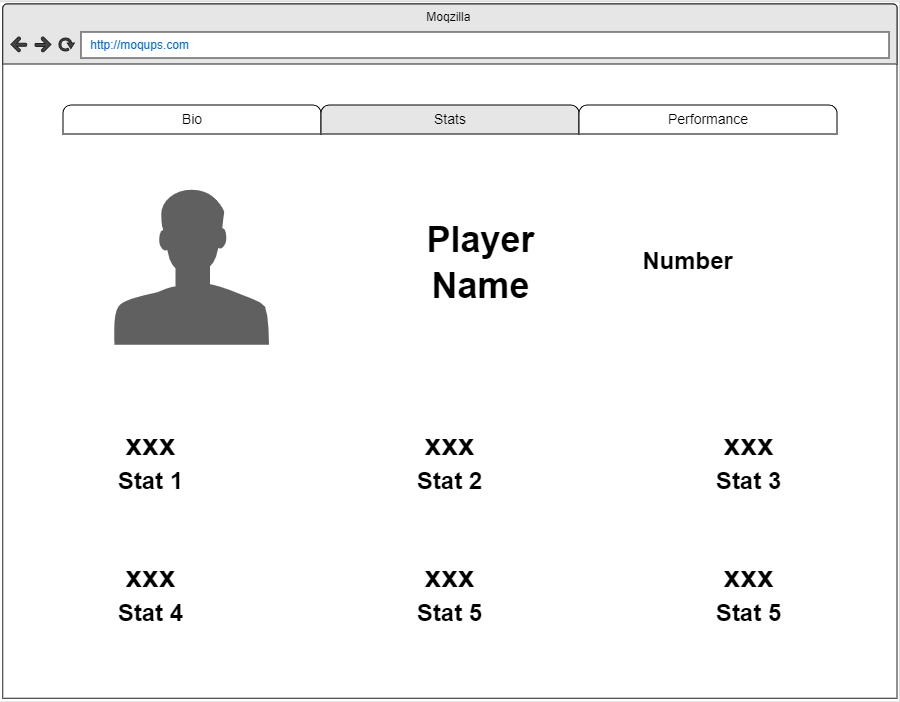 Moqzilla
http://moqups.com
Bio
Stats
Performance
Player
Name
Number
xxx
xxx
xxx
Stat 1
Stat 2
Stat 3
xxx
xxx
xxx
Stat 4
Stat 5
Stat 5